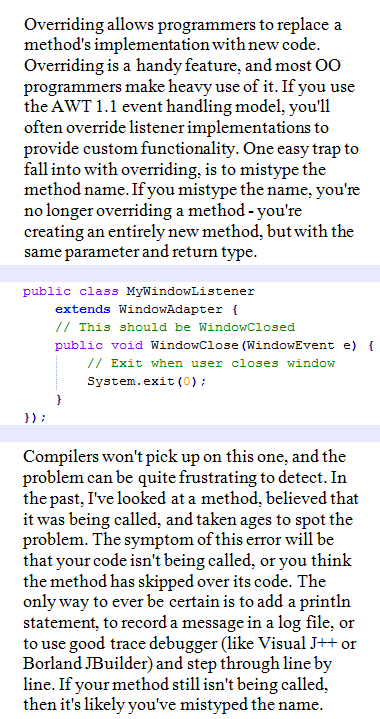 Overriding allows programmers to replace a
method's implementation with new code.
Overriding is a handy feature, and most OO
programmers make heavy use of it. If you use
the AWT 1.1 event handling model, you'll
often override listener implementations to
provide custom functionality. One easy trap to
fall into with overriding, is to mistype the
method name. If you mistype the name, you're
no longer overriding a method - you're
creating an entirely new method, but with the
same parameter and return type.
public class MyWindowListener
    extends WindowAdapter {
    // This should be WindowClosed
    public void WindowClose(WindowEvent e) {
        // Exit when user closes window
        System.exit(0);
    }
});
Compilers won't pick up on this one, and the
problem can be quite frustrating to detect. In
the past, I've looked at a method, believed that
it was being called, and taken ages to spot the
problem. The symptom of this error will be
that your code isn't being called, or you think
the method has skipped over its code. The
only way to ever be certain is to add a println
statement, to record a message in a log file, or
to use good trace debugger (like Visual J++ or
Borland JBuilder) and step through line by
line. If your method still isn't being called,
then it's likely you've mistyped the name.